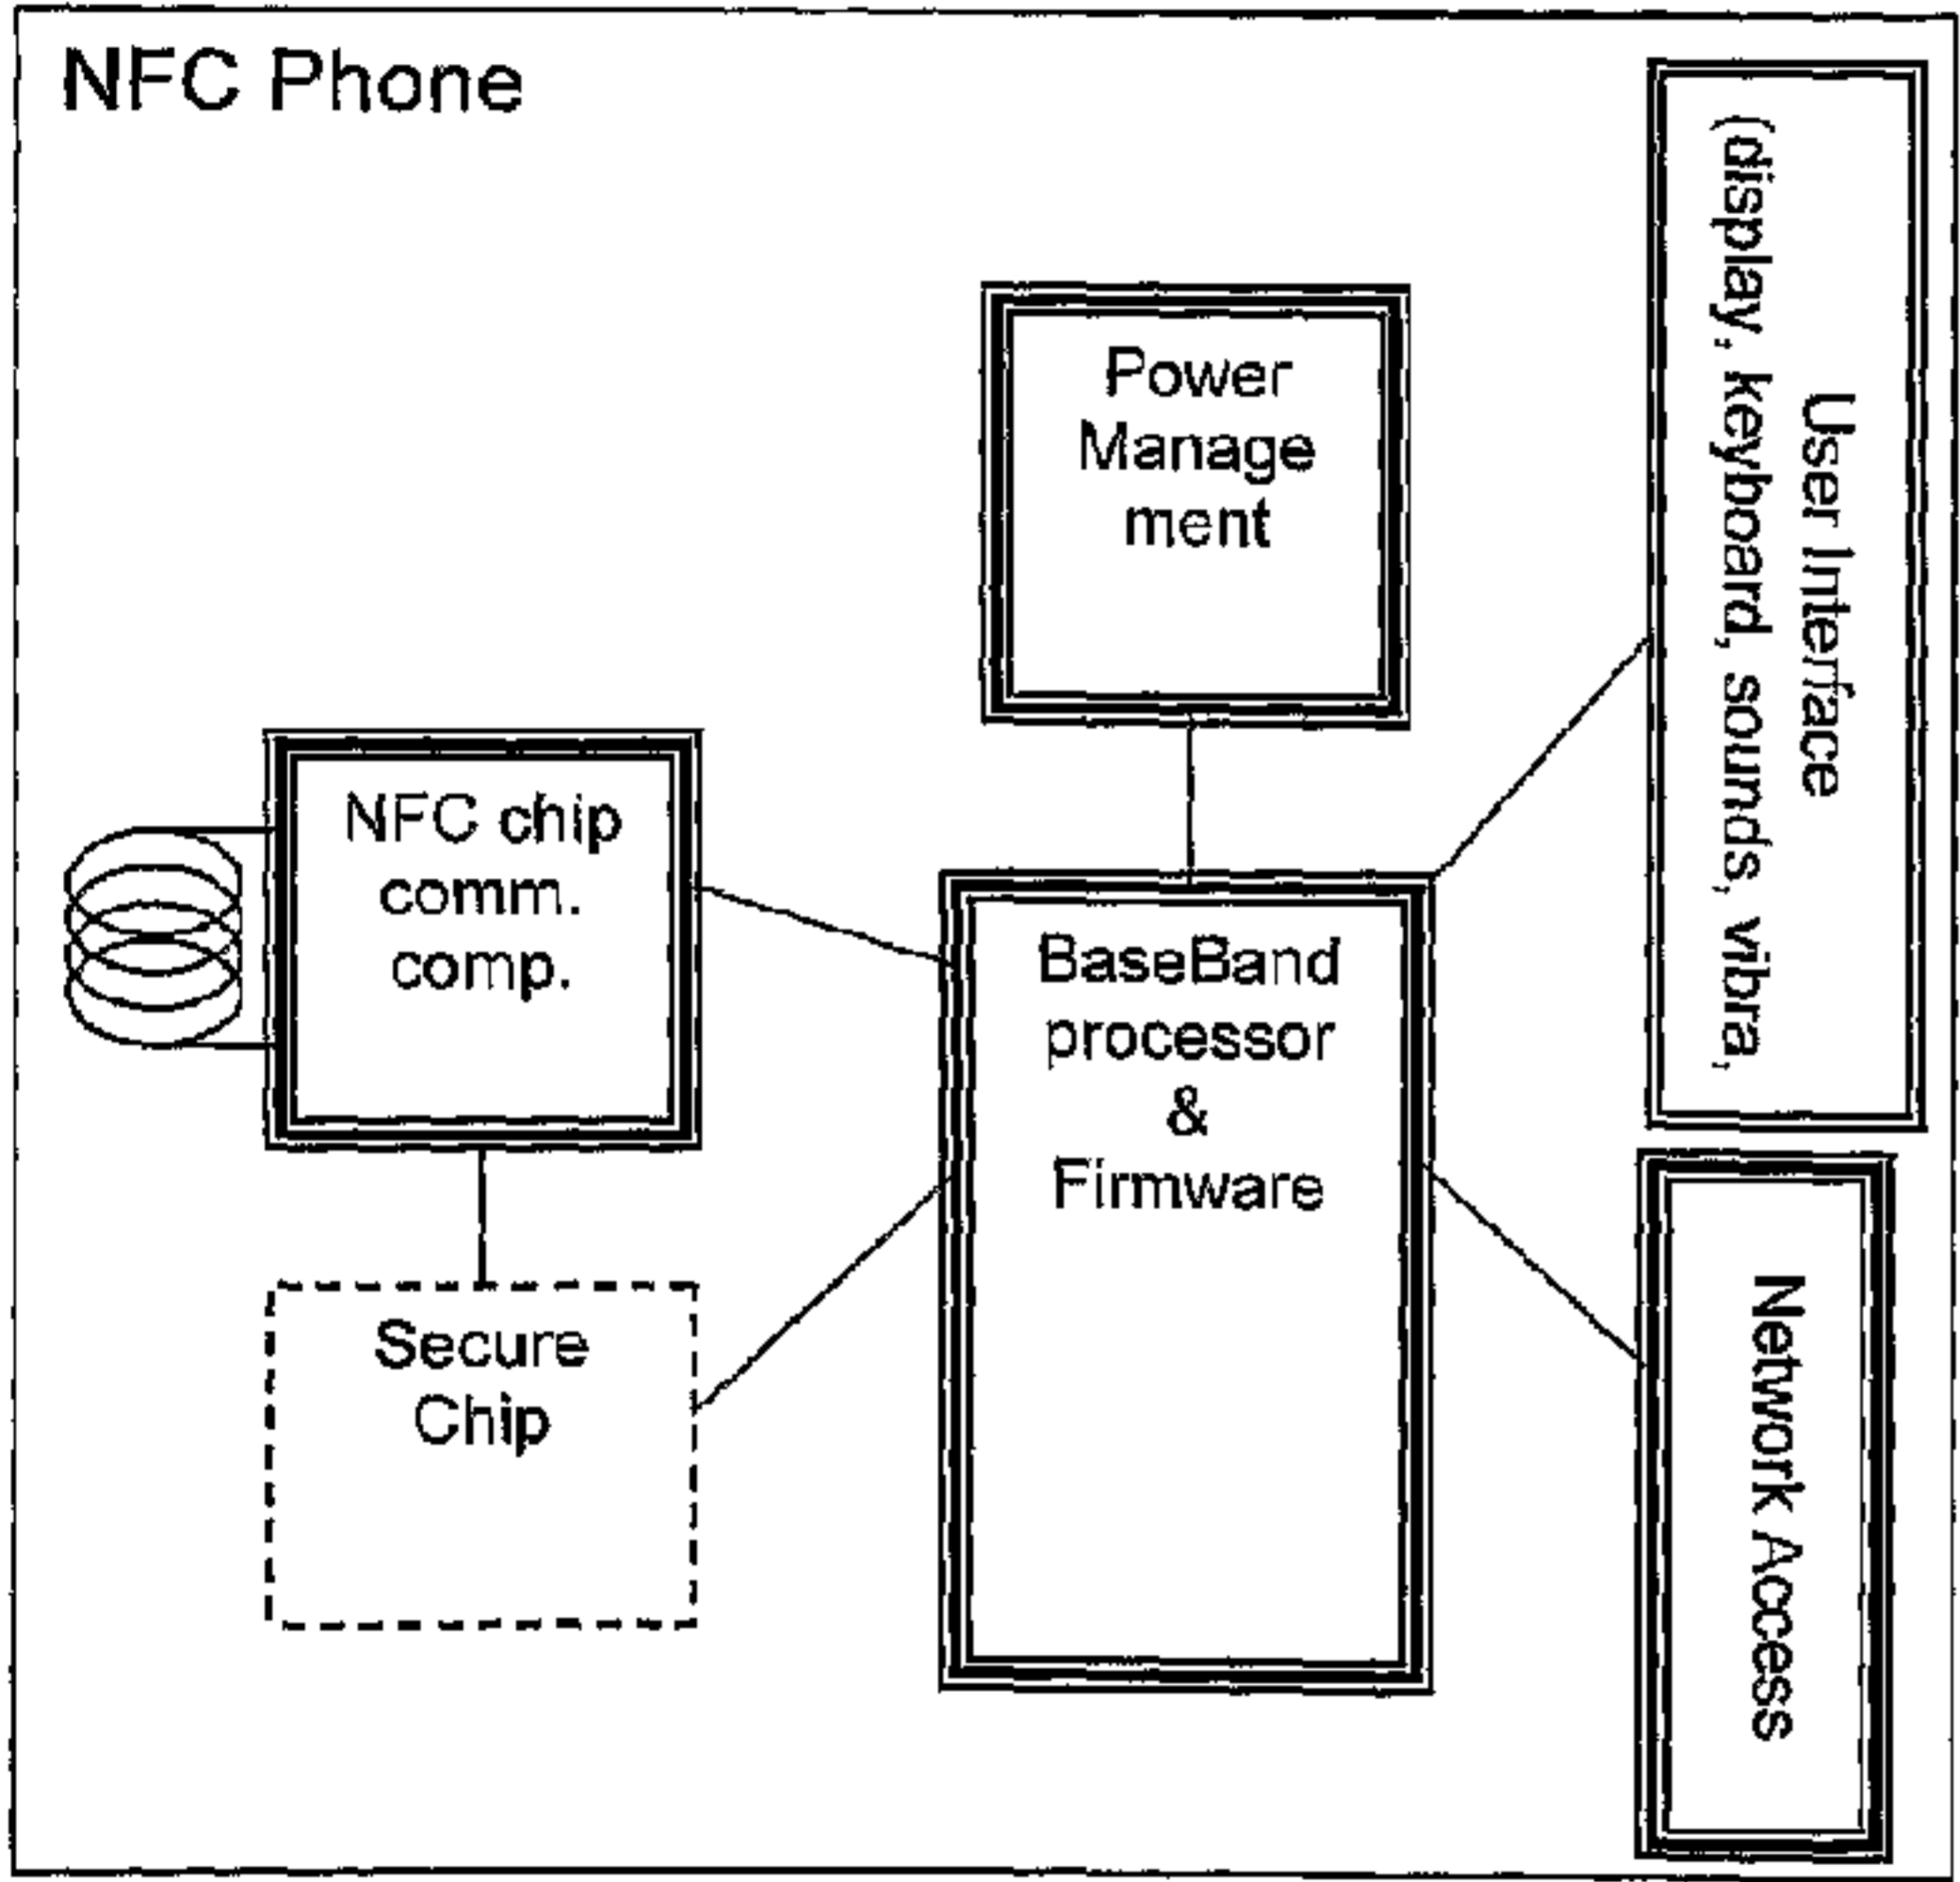 NFC Phone
Power
Manage
ment
User Interface
(display, keyboard, sounds, vibra,
NFC chip
comm.
comp.
BaseBand
processor
&
Firmware
Secure
Chip
Network Access